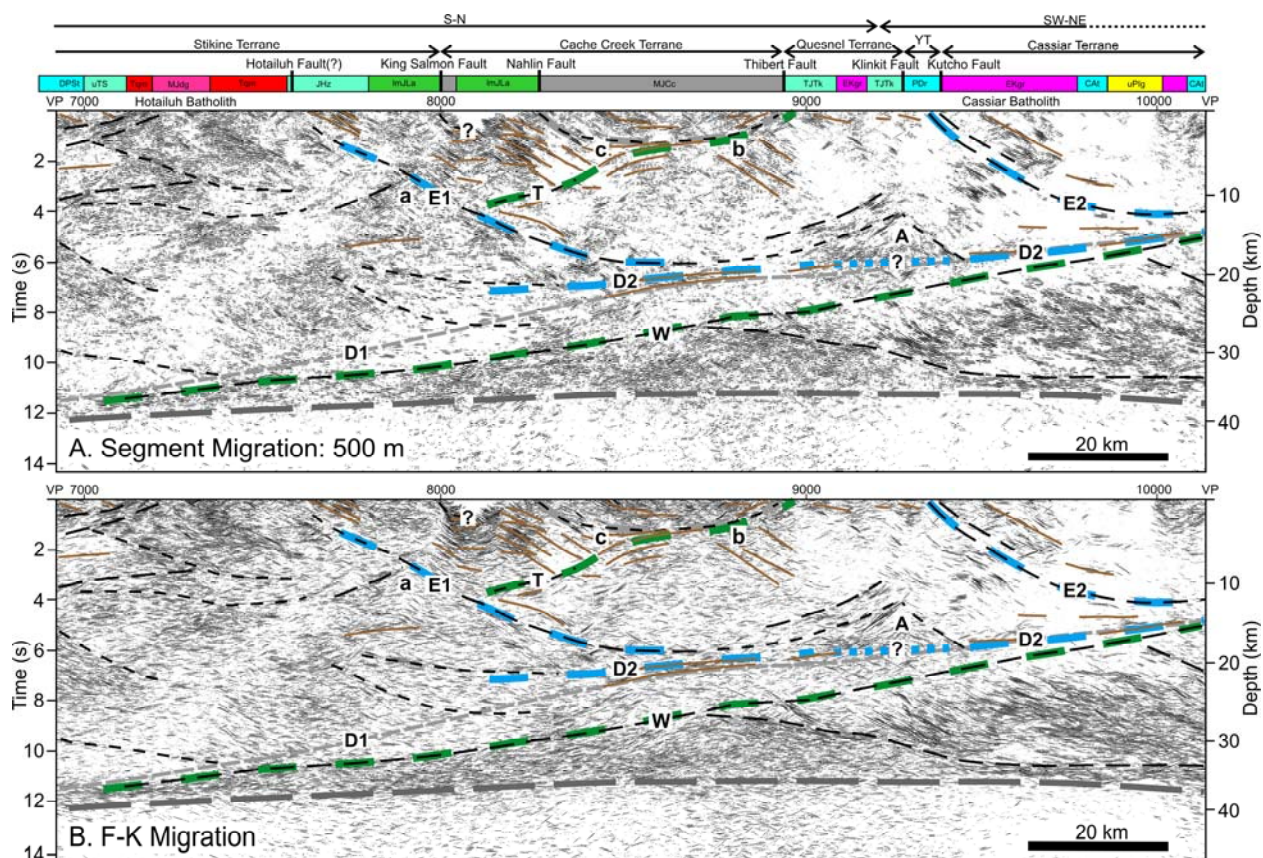 S-N
SW-NE
Stikine Terrane
Cache Creek Terrane
Quesnel Terrane
YT
Cassiar Terrane
Hotailuh Fault(?)
King Salmon Fault
Nahlin Fault
Thibert Fault
Klinkit Fault
Kutcho Fault
DPSt uTS MJdg JHz lmJLa lmJLa MJCc TJTk EKgr TJTk PDr EKgr CAt uPlg CAt
VP 7000 Hotailuh Batholith 8000 9000 Cassiar Batholith 10000 VP
?
2
c b
a E1 T
10
4
E2
A
D2
6
?
D2
20
Time (s)
Depth (km)
8
W
D1
10
30
12
40
A. Segment Migration: 500 m
20 km
14
VP 7000 8000 9000 10000 VP
?
2
c b
a E1 T
10
4
E2
A
D2
6
?
D2
20
Time (s)
Depth (km)
8
W
D1
10
30
12
40
B. F-K Migration
20 km
14